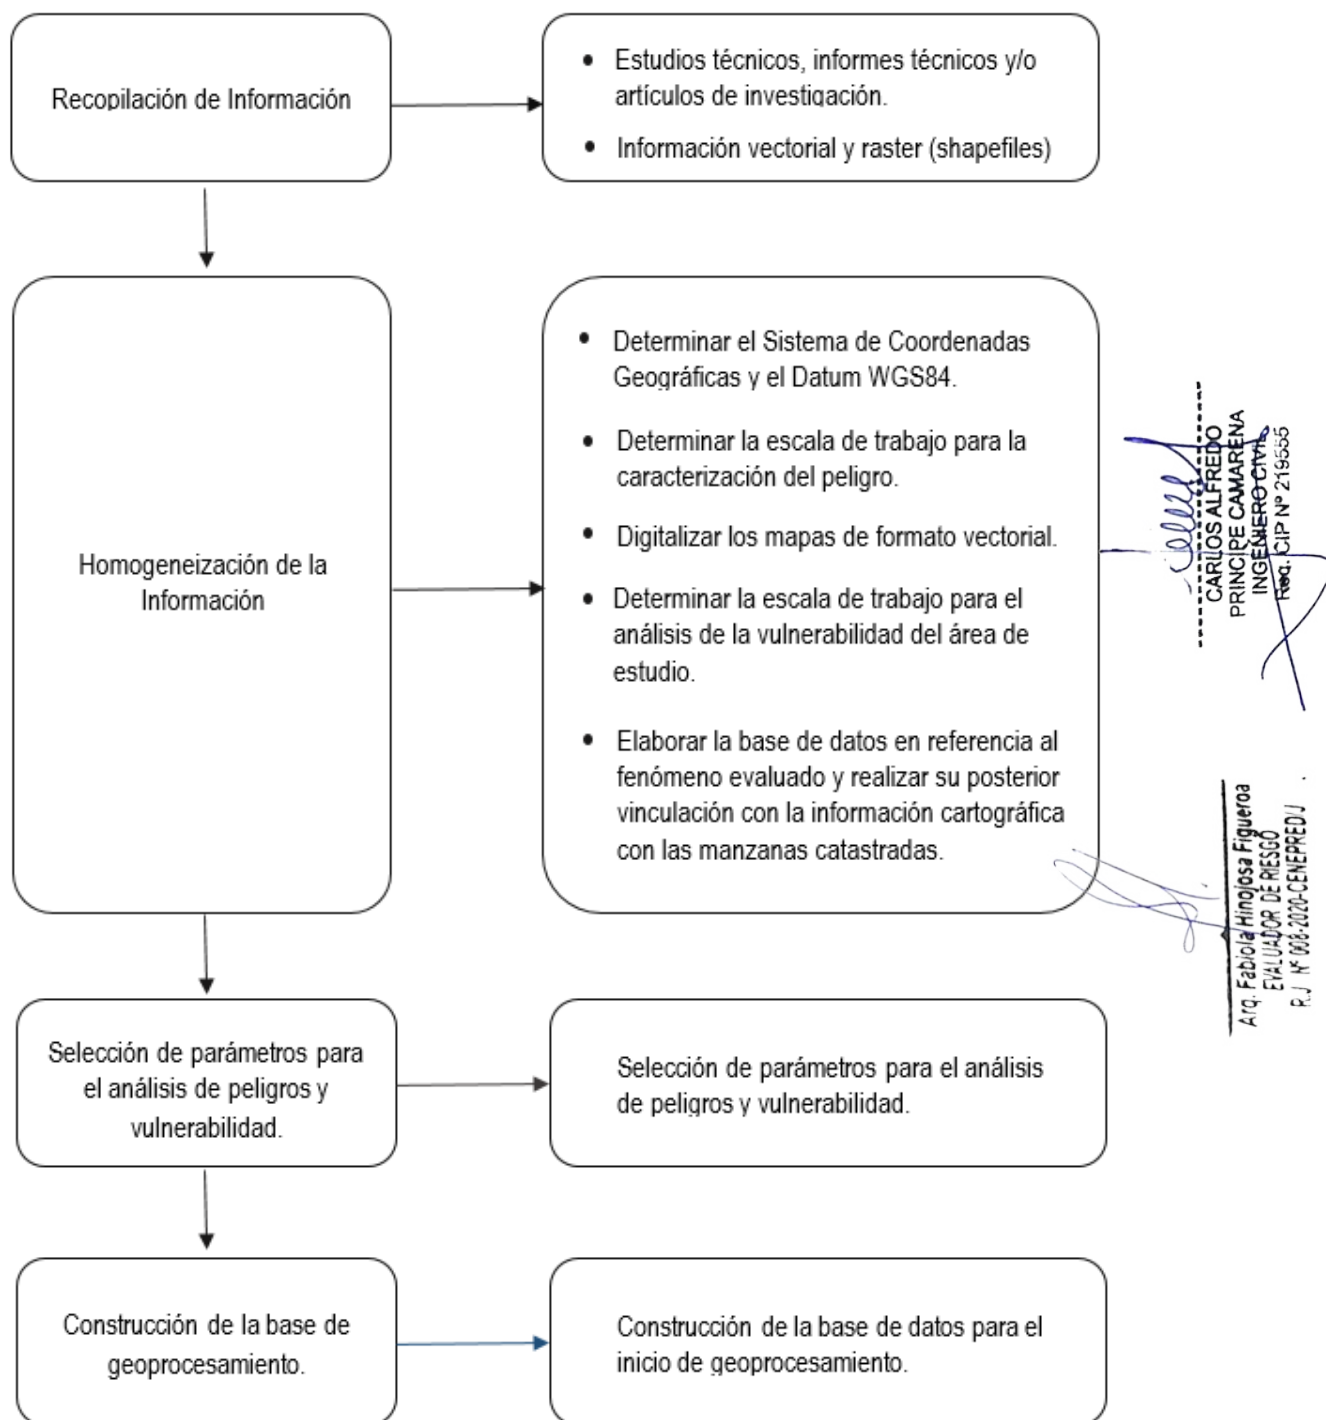 Recopilación de Información
• Estudios técnicos, informes técnicos y/o
artículos de investigación.
• Información vectorial y raster (shapefiles)
Homogeneización de la
Información
• Determinar el Sistema de Coordenadas
Geográficas y el Datum WGS84.
• Determinar la escala de trabajo para la
caracterización del peligro.
• Digitalizar los mapas de formato vectorial.
• Determinar la escala de trabajo para el
análisis de la vulnerabilidad del área de
estudio.
• Elaborar la base de datos en referencia al
fenómeno evaluado y realizar su posterior
vinculación con la información cartográfica
con las manzanas catastradas.
Selección de parámetros para
el análisis de peligros y
vulnerabilidad.
Selección de parámetros para el análisis
de peligros y vulnerabilidad.
Construcción de la base de
geoprocesamiento.
Construcción de la base de datos para el
inicio de geoprocesamiento.
CARLOS ALFREDO
PRINCIPE CAMARENA
INGENIERO CIVIL
Reg. CIP Nº 219555
Arq. Fabiola Hinojosa Figueroa
EVALUADOR DE RIESGO
R.J Nº 008-2020-CENEPRED/J